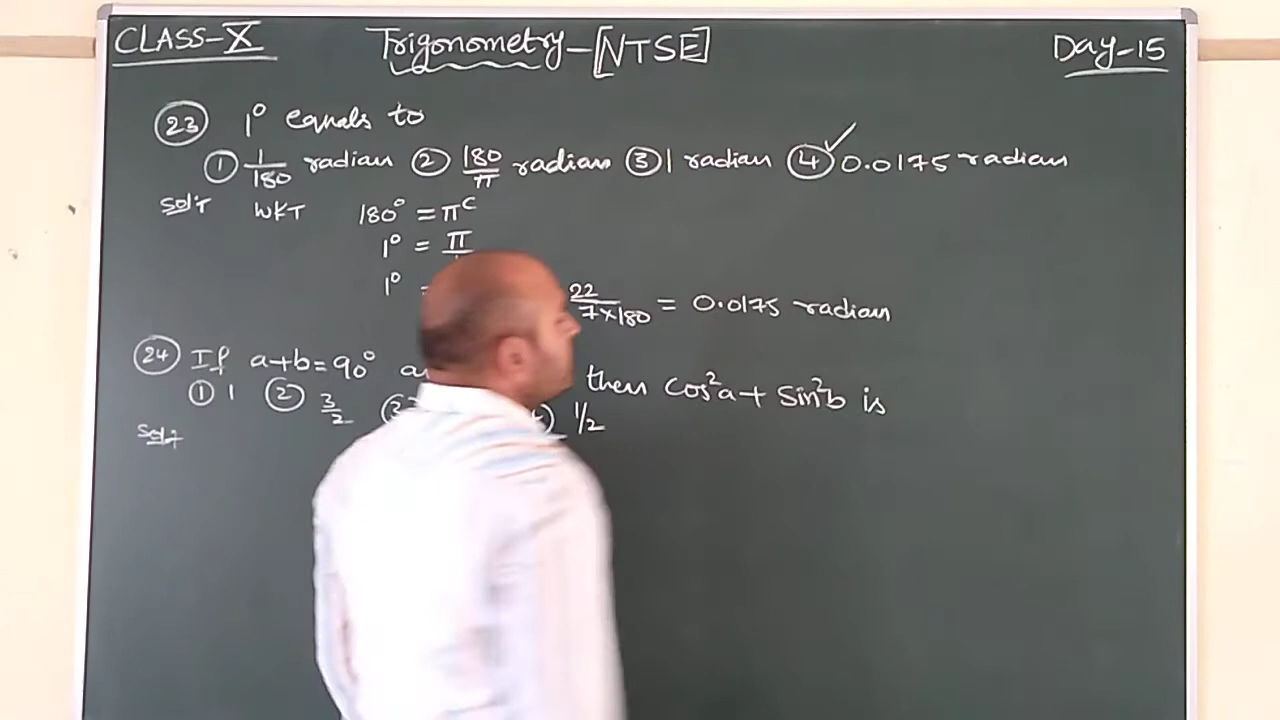 CLASS-X Trigonometry-[NTSE] Day-15
23 1° equals to
1 1/180 radian 2 180/π radian 3 1 radian 4 ✓ 0.0175 radian
Sol: WKT 180° = πᶜ
1° = π
1° = 22/7×180 = 0.0175 radian
24 If a+b=90° then cos²a + sin²b is
1 1 2 3/2 3 1/2
Sol: